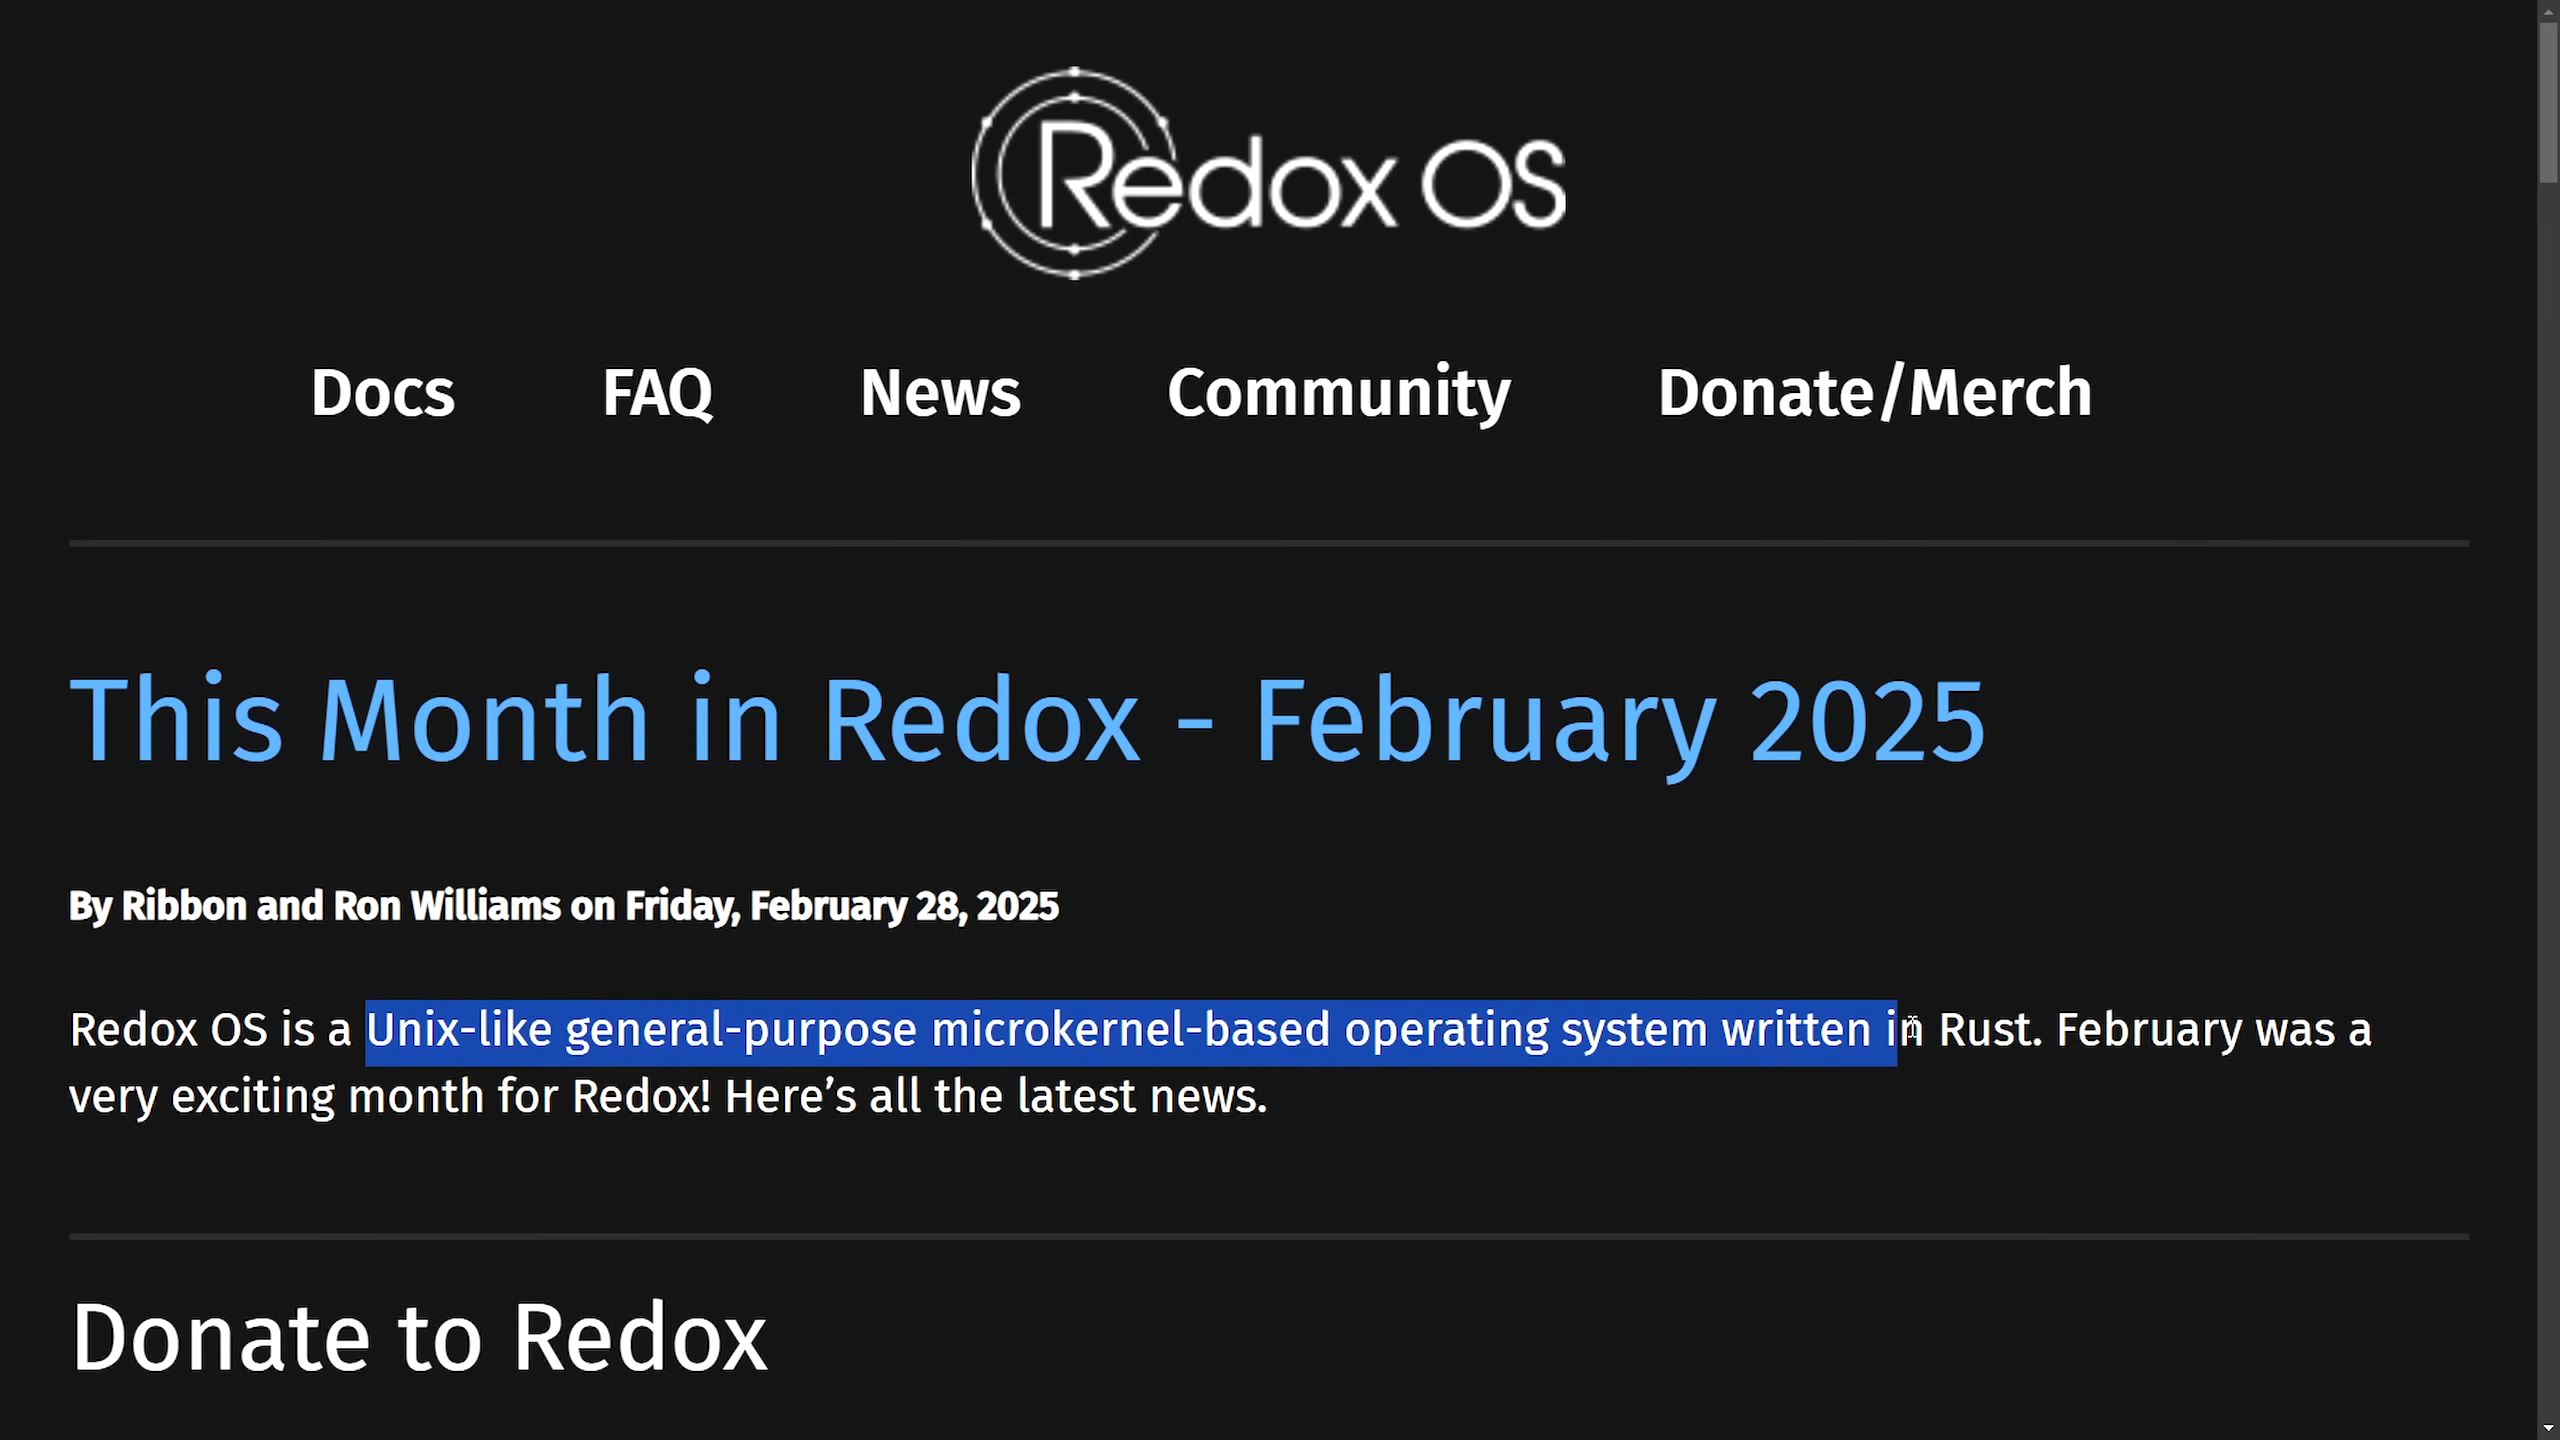 Redox OS
Docs FAQ News Community Donate/Merch
This Month in Redox - February 2025
By Ribbon and Ron Williams on Friday, February 28, 2025
Redox OS is a Unix-like general-purpose microkernel-based operating system written in Rust. February was a
very exciting month for Redox! Here’s all the latest news.
Donate to Redox